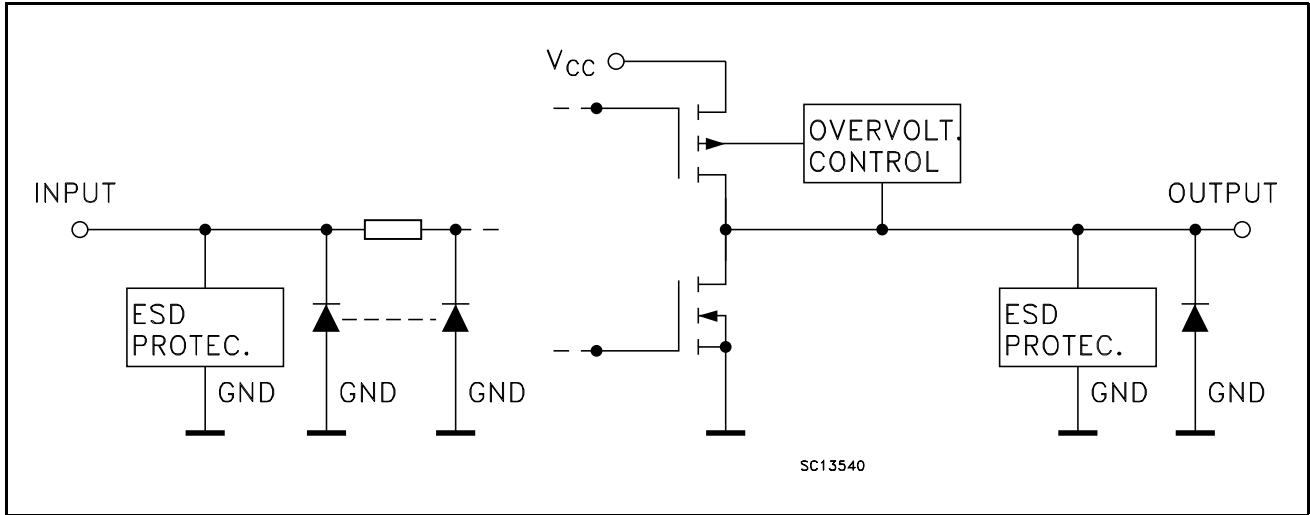 VCC
OVERVOLT.
CONTROL
INPUT
OUTPUT
ESD
PROTEC.
GND
GND
GND
ESD
PROTEC.
GND
GND
SC13540